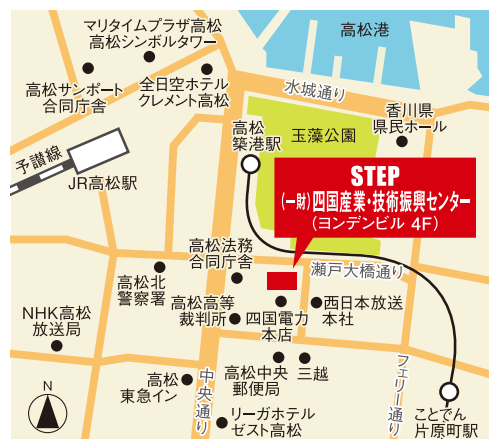 マリタイムプラザ高松
高松シンボルタワー
高松港
高松サンポート
合同庁舎
全日空ホテル
クレメント高松
水城通り
香川県
県民ホール
高松
築港駅
玉藻公園
予讃線
JR高松駅
STEP
(一財)四国産業・技術振興センター
(ヨンデンビル 4F)
高松法務
合同庁舎
瀬戸大橋通り
高松北
警察署
高松高等
裁判所
四国電力
本店
西日本放送
本社
NHK高松
放送局
高松中央
郵便局
三越
高松
東急イン
中央通り
フェリー通り
リーガホテル
ゼスト高松
ことでん
片原町駅
N